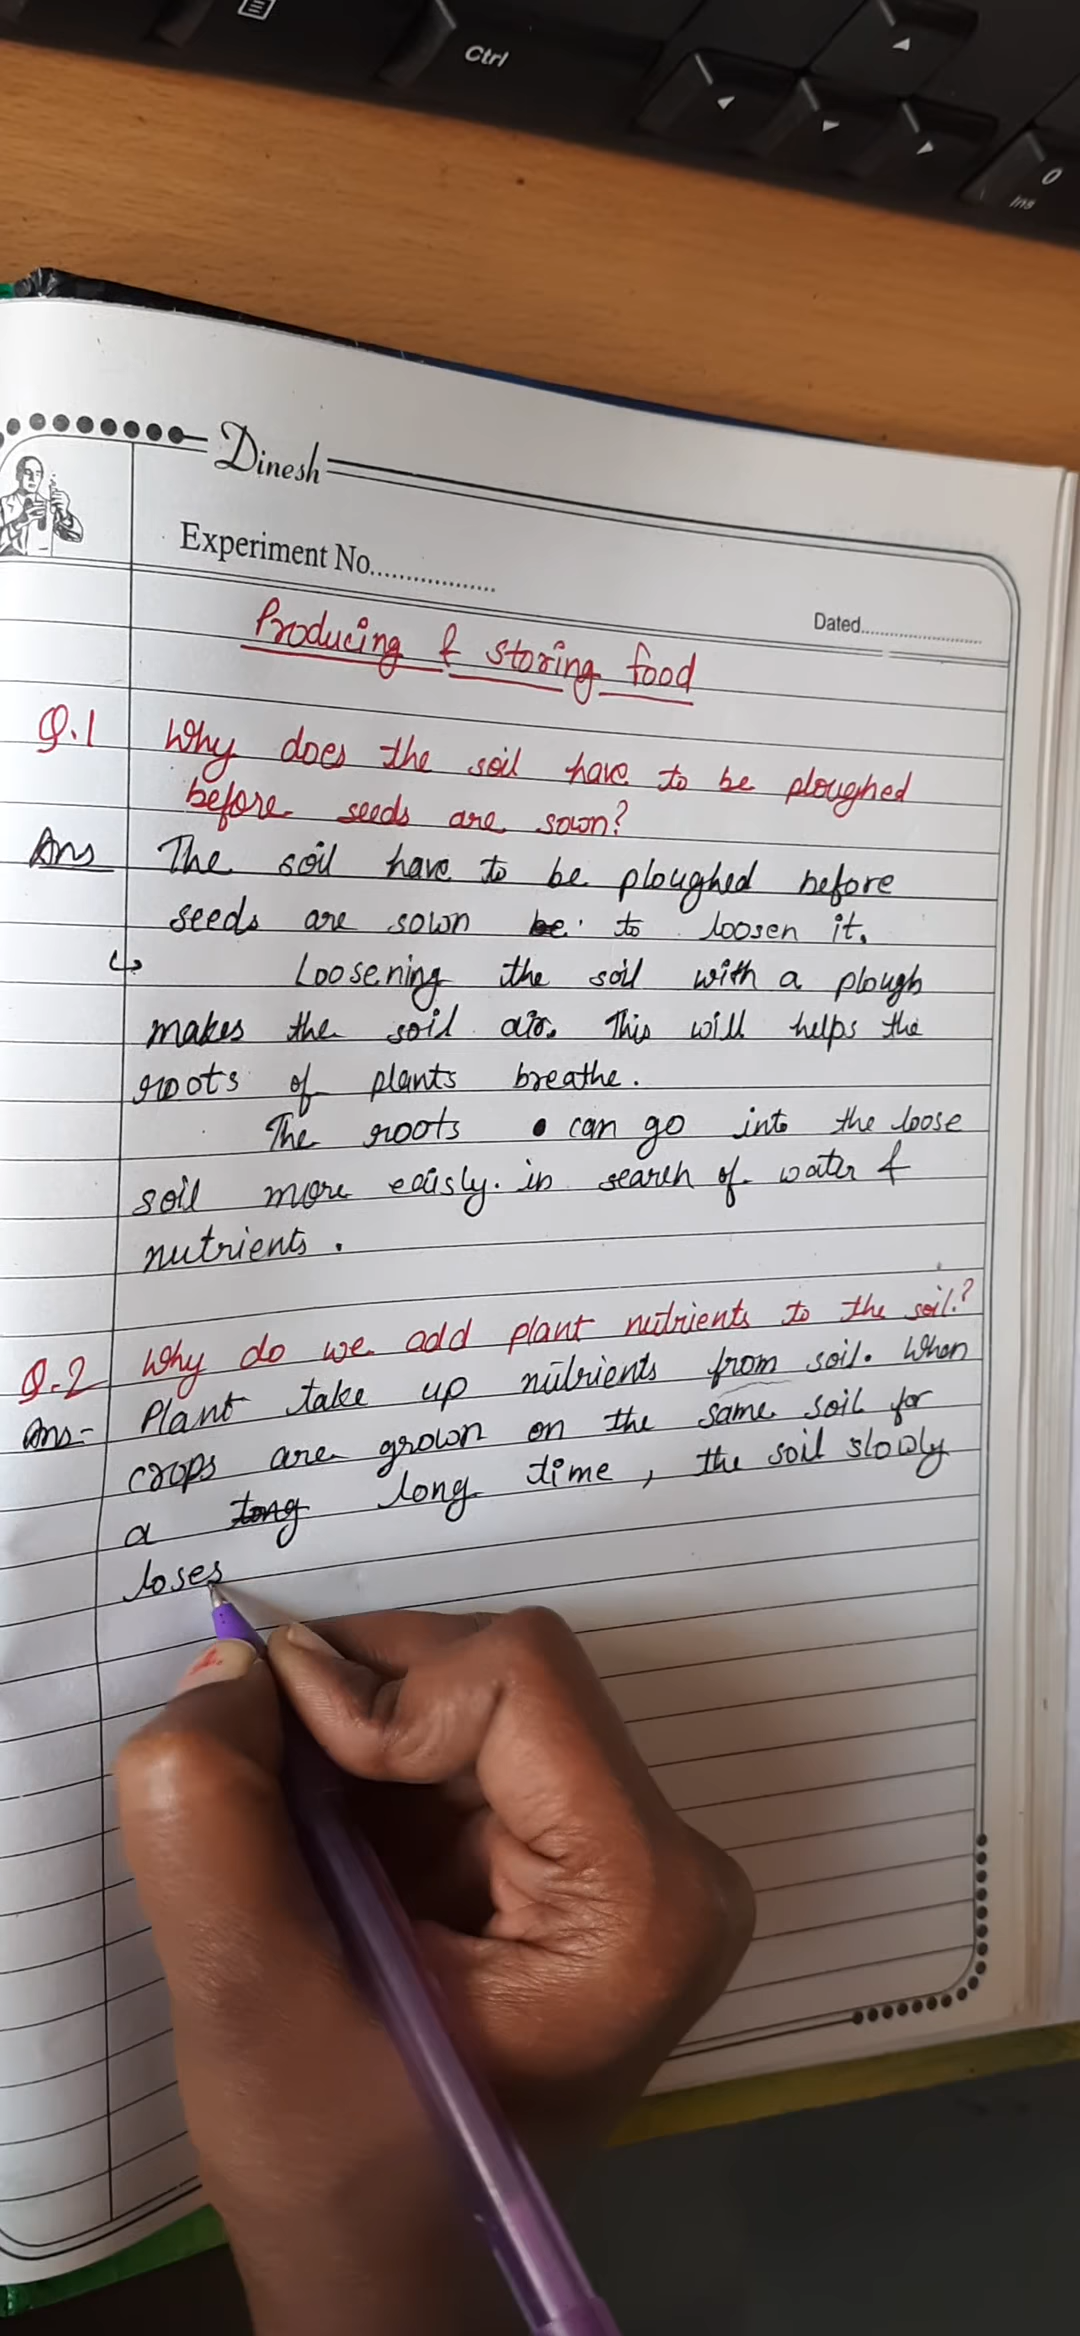 Ctrl
0
Ins
Dinesh
Experiment No..................
Dated..............................
Producing & storing food
Q.1 Why does the soil have to be ploughed
before seeds are sown?
Ans The soil have to be ploughed before
seeds are sown be to loosen it.
↳ Loosening the soil with a plough
makes the soil air. This will helps the
roots of plants breathe.
The roots can go into the loose
soil more eaisly. in search of water &
nutrients.
Q.2 Why do we add plant nutrients to the soil?
Ans- Plant take up nutrients from soil. When
crops are grown on the same soil for
a tong long time, the soil slowly
loses